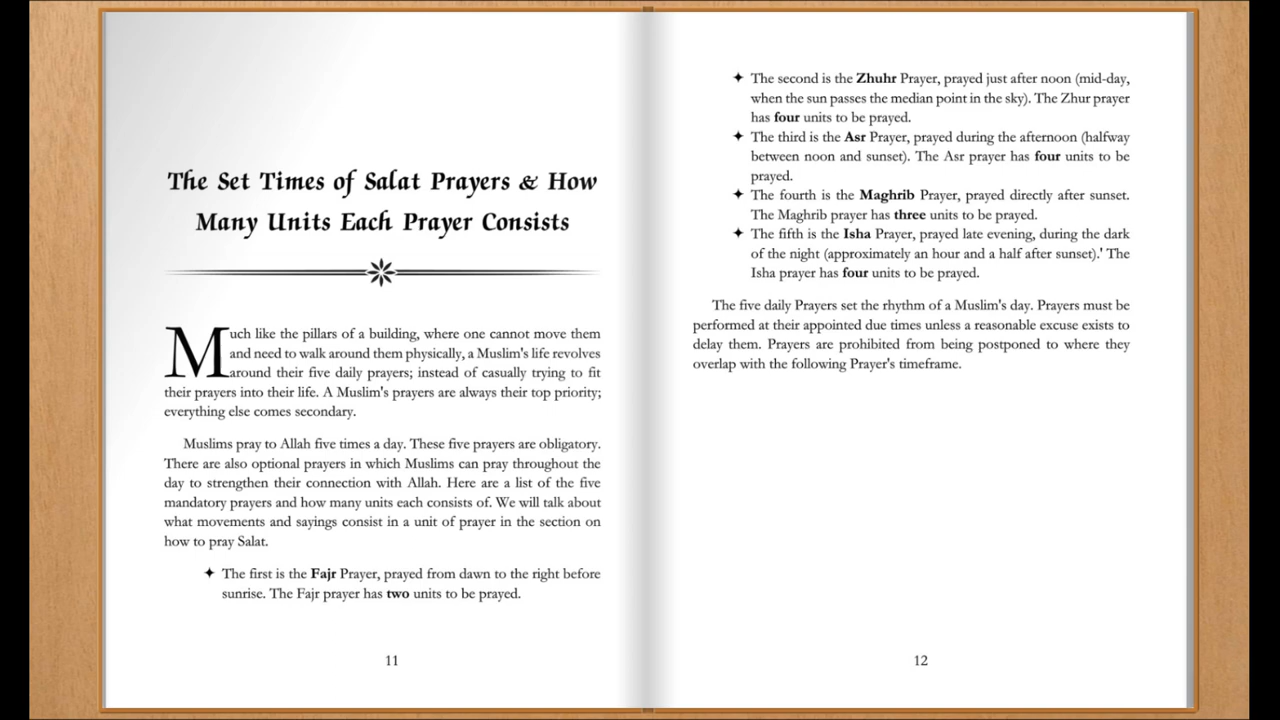 The Set Times of Salat Prayers & How
Many Units Each Prayer Consists
Much like the pillars of a building, where one cannot move them
and need to walk around them physically, a Muslim's life revolves
around their five daily prayers; instead of casually trying to fit
their prayers into their life. A Muslim's prayers are always their top priority;
everything else comes secondary.
Muslims pray to Allah five times a day. These five prayers are obligatory.
There are also optional prayers in which Muslims can pray throughout the
day to strengthen their connection with Allah. Here are a list of the five
mandatory prayers and how many units each consists of. We will talk about
what movements and sayings consist in a unit of prayer in the section on
how to pray Salat.
✦ The first is the Fajr Prayer, prayed from dawn to the right before
sunrise. The Fajr prayer has two units to be prayed.
11
✦ The second is the Zhuhr Prayer, prayed just after noon (mid-day,
when the sun passes the median point in the sky). The Zhur prayer
has four units to be prayed.
✦ The third is the Asr Prayer, prayed during the afternoon (halfway
between noon and sunset). The Asr prayer has four units to be
prayed.
✦ The fourth is the Maghrib Prayer, prayed directly after sunset.
The Maghrib prayer has three units to be prayed.
✦ The fifth is the Isha Prayer, prayed late evening, during the dark
of the night (approximately an hour and a half after sunset).' The
Isha prayer has four units to be prayed.
The five daily Prayers set the rhythm of a Muslim's day. Prayers must be
performed at their appointed due times unless a reasonable excuse exists to
delay them. Prayers are prohibited from being postponed to where they
overlap with the following Prayer's timeframe.
12